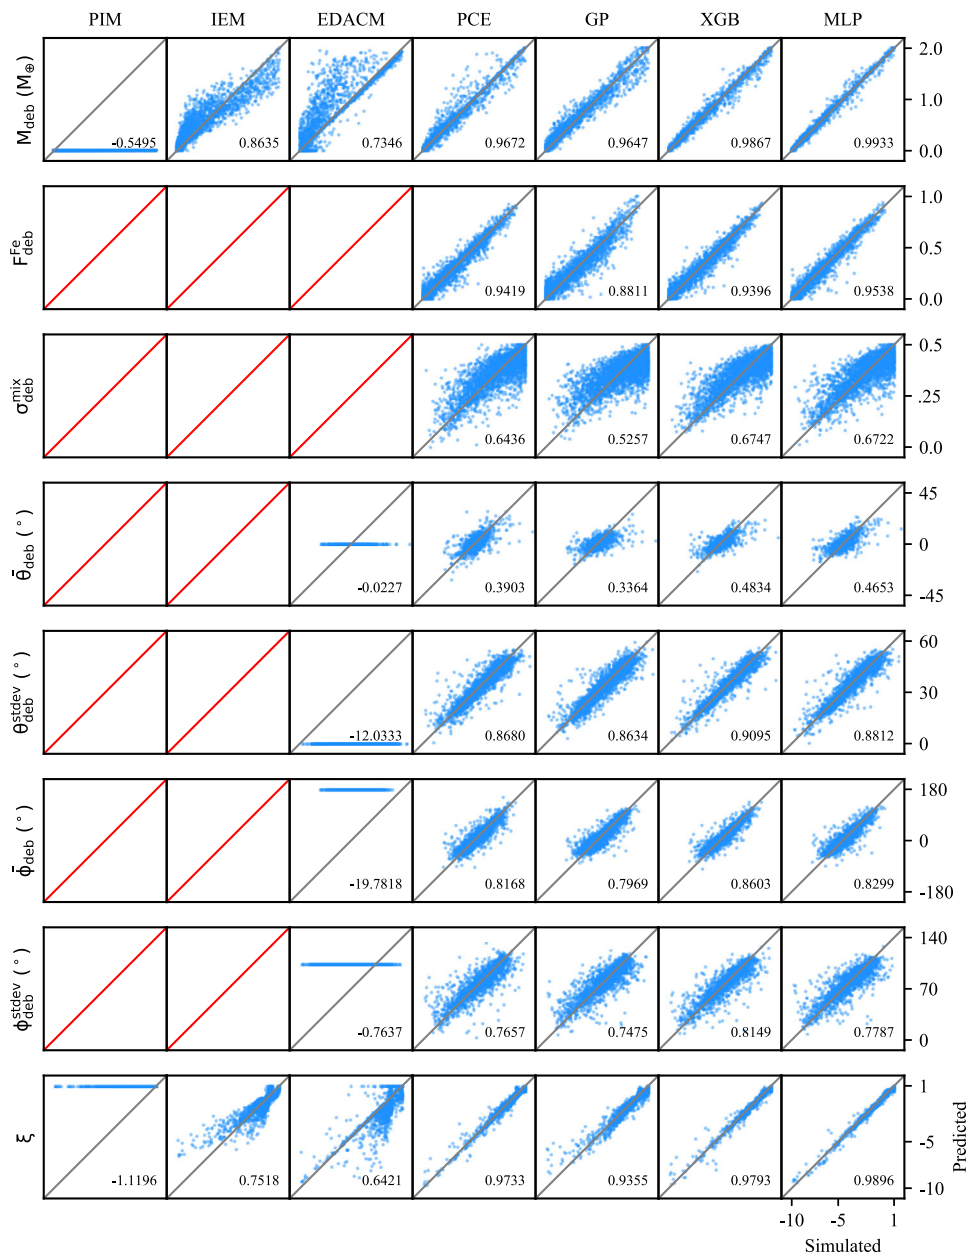 PIM IEM EDACM PCE GP XGB MLP
M_deb (M_⊕) -0.5495 0.8635 0.7346 0.9672 0.9647 0.9867 0.9933 2.0 1.0 0.0
F^Fe_deb 0.9419 0.8811 0.9396 0.9538 1.0 0.5 0.0
σ^mix_deb 0.6436 0.5257 0.6747 0.6722 0.5 .25 0.0
θ̄_deb (°) -0.0227 0.3903 0.3364 0.4834 0.4653 45 0 -45
θ^stdev_deb (°) -12.0333 0.8680 0.8634 0.9095 0.8812 60 30 0
ϕ̄_deb (°) -19.7818 0.8168 0.7969 0.8603 0.8299 180 0 -180
ϕ^stdev_deb (°) -0.7637 0.7657 0.7475 0.8149 0.7787 140 70 0
ξ -1.1196 0.7518 0.6421 0.9733 0.9355 0.9793 0.9896 1 -5 -10
Predicted
-10 -5 1
Simulated